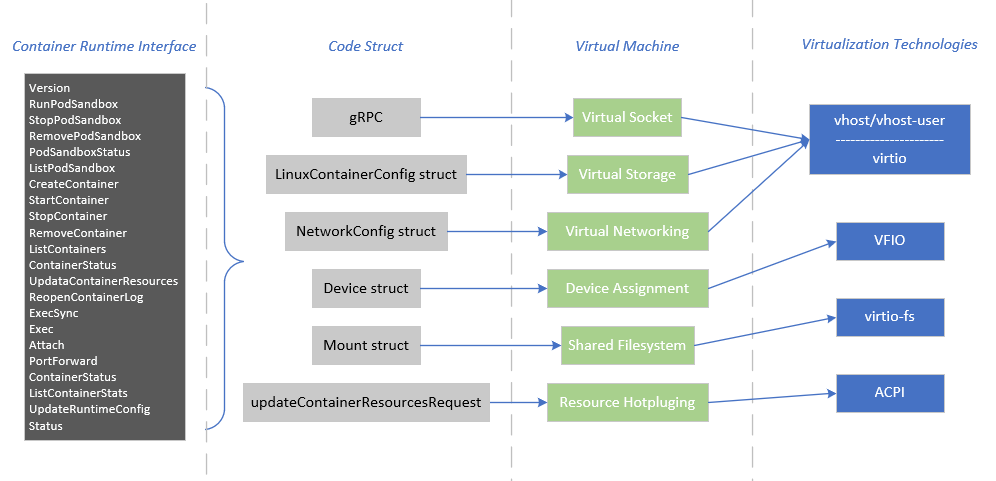 Container Runtime Interface
Version
RunPodSandbox
StopPodSandbox
RemovePodSandbox
PodSandboxStatus
ListPodSandbox
CreateContainer
StartContainer
StopContainer
RemoveContainer
ListContainers
ContainerStatus
UpdataContainerResources
ReopenContainerLog
ExecSync
Exec
Attach
PortForward
ContainerStatus
ListContainerStats
UpdateRuntimeConfig
Status
Code Struct
gRPC
LinuxContainerConfig struct
NetworkConfig struct
Device struct
Mount struct
updateContainerResourcesRequest
Virtual Machine
Virtual Socket
Virtual Storage
Virtual Networking
Device Assignment
Shared Filesystem
Resource Hotpluging
Virtualization Technologies
vhost/vhost-user
----------------------
virtio
VFIO
virtio-fs
ACPI